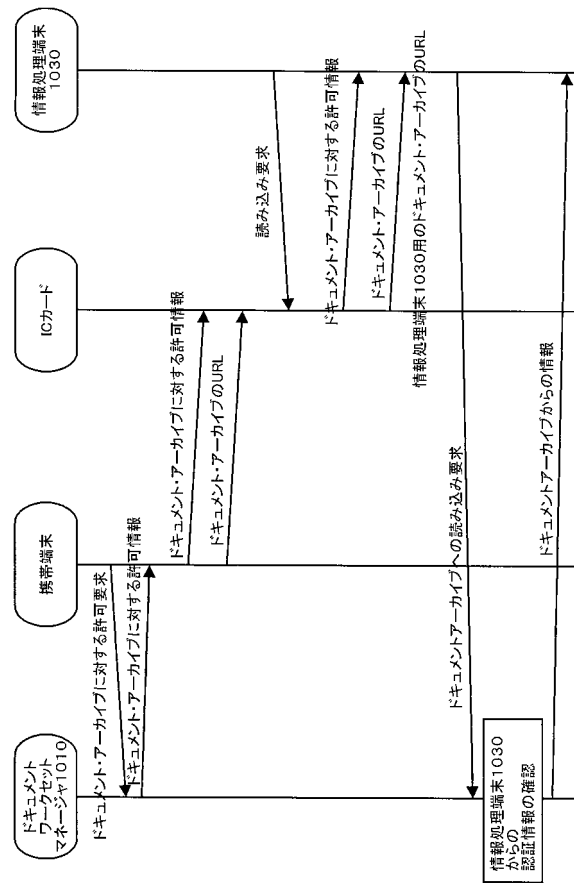 ドキュメント
ワークセット
マネージャ1010
携帯端末
ICカード
情報処理端末
1030
ドキュメント・アーカイブに対する許可要求
ドキュメント・アーカイブに対する許可情報
ドキュメント・アーカイブに対する許可情報
ドキュメント・アーカイブのURL
読み込み要求
ドキュメント・アーカイブに対する許可情報
ドキュメント・アーカイブのURL
情報処理端末1030用のドキュメント・アーカイブのURL
ドキュメントアーカイブへの読み込み要求
情報処理端末1030
からの
認証情報の確認
ドキュメントアーカイブからの情報